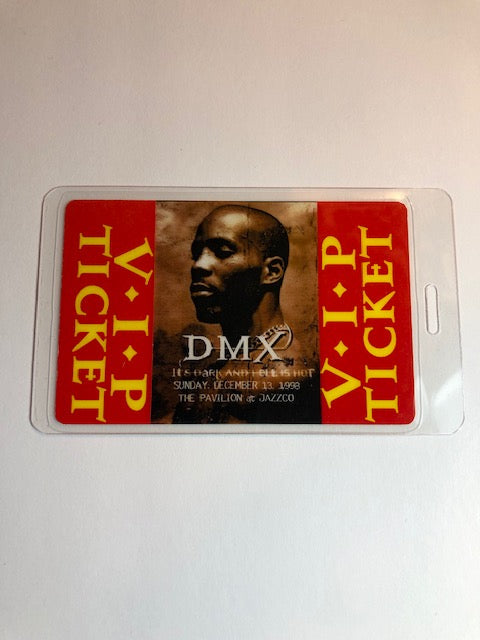 V·I·P
TICKET
DMX
IT'S DARK AND HELL IS HOT
SUNDAY, DECEMBER 13, 1998
THE PAVILION at JAZZCO
V·I·P
TICKET